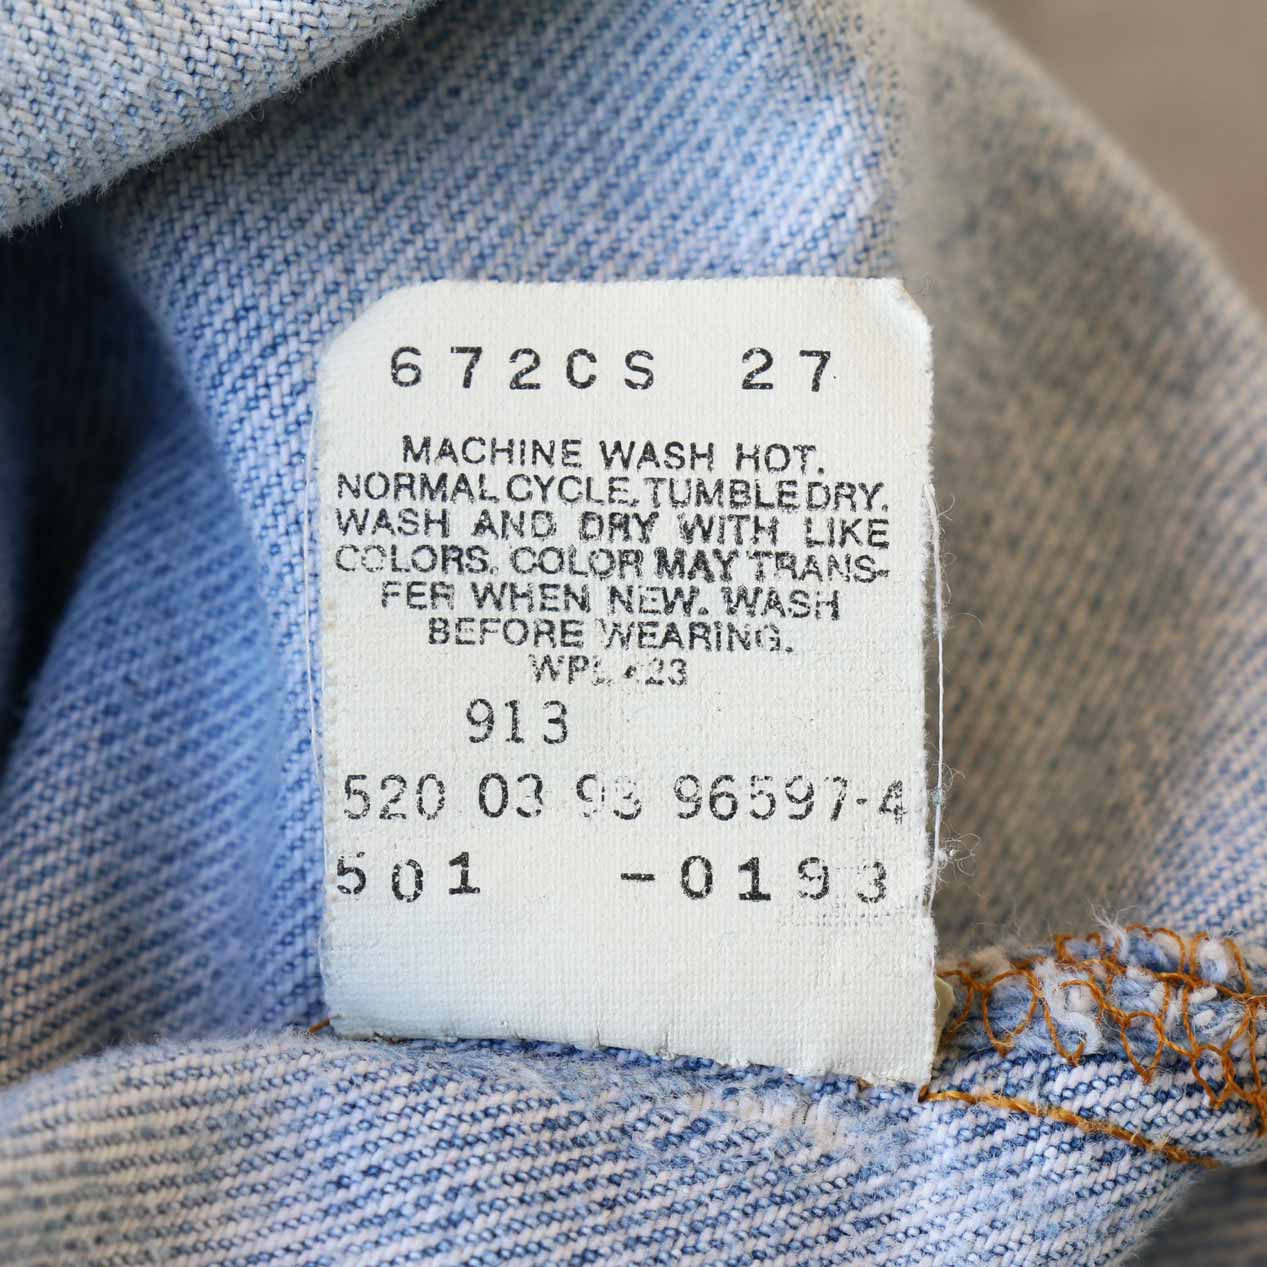 672CS 27
MACHINE WASH HOT.
NORMAL CYCLE. TUMBLE DRY.
WASH AND DRY WITH LIKE
COLORS. COLOR MAY TRANS-
FER WHEN NEW. WASH
BEFORE WEARING.
913
520 03 93 96597-4
501 -0193